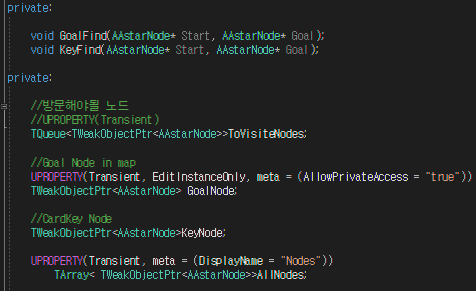 private:
void GoalFind(AAstarNode* Start, AAstarNode* Goal);
void KeyFind(AAstarNode* Start, AAstarNode* Goal);
private:
//방문해야할 노드
//UPROPERTY(Transient)
TQueue<TWeakObjectPtr<AAstarNode>>ToVisiteNodes;
//Goal Node in map
UPROPERTY(Transient, EditInstanceOnly, meta = (AllowPrivateAccess = "true"))
TWeakObjectPtr<AAstarNode> GoalNode;
//CardKey Node
TWeakObjectPtr<AAstarNode>KeyNode;
UPROPERTY(Transient, meta = (DisplayName = "Nodes"))
TArray< TWeakObjectPtr<AAstarNode>>AllNodes;